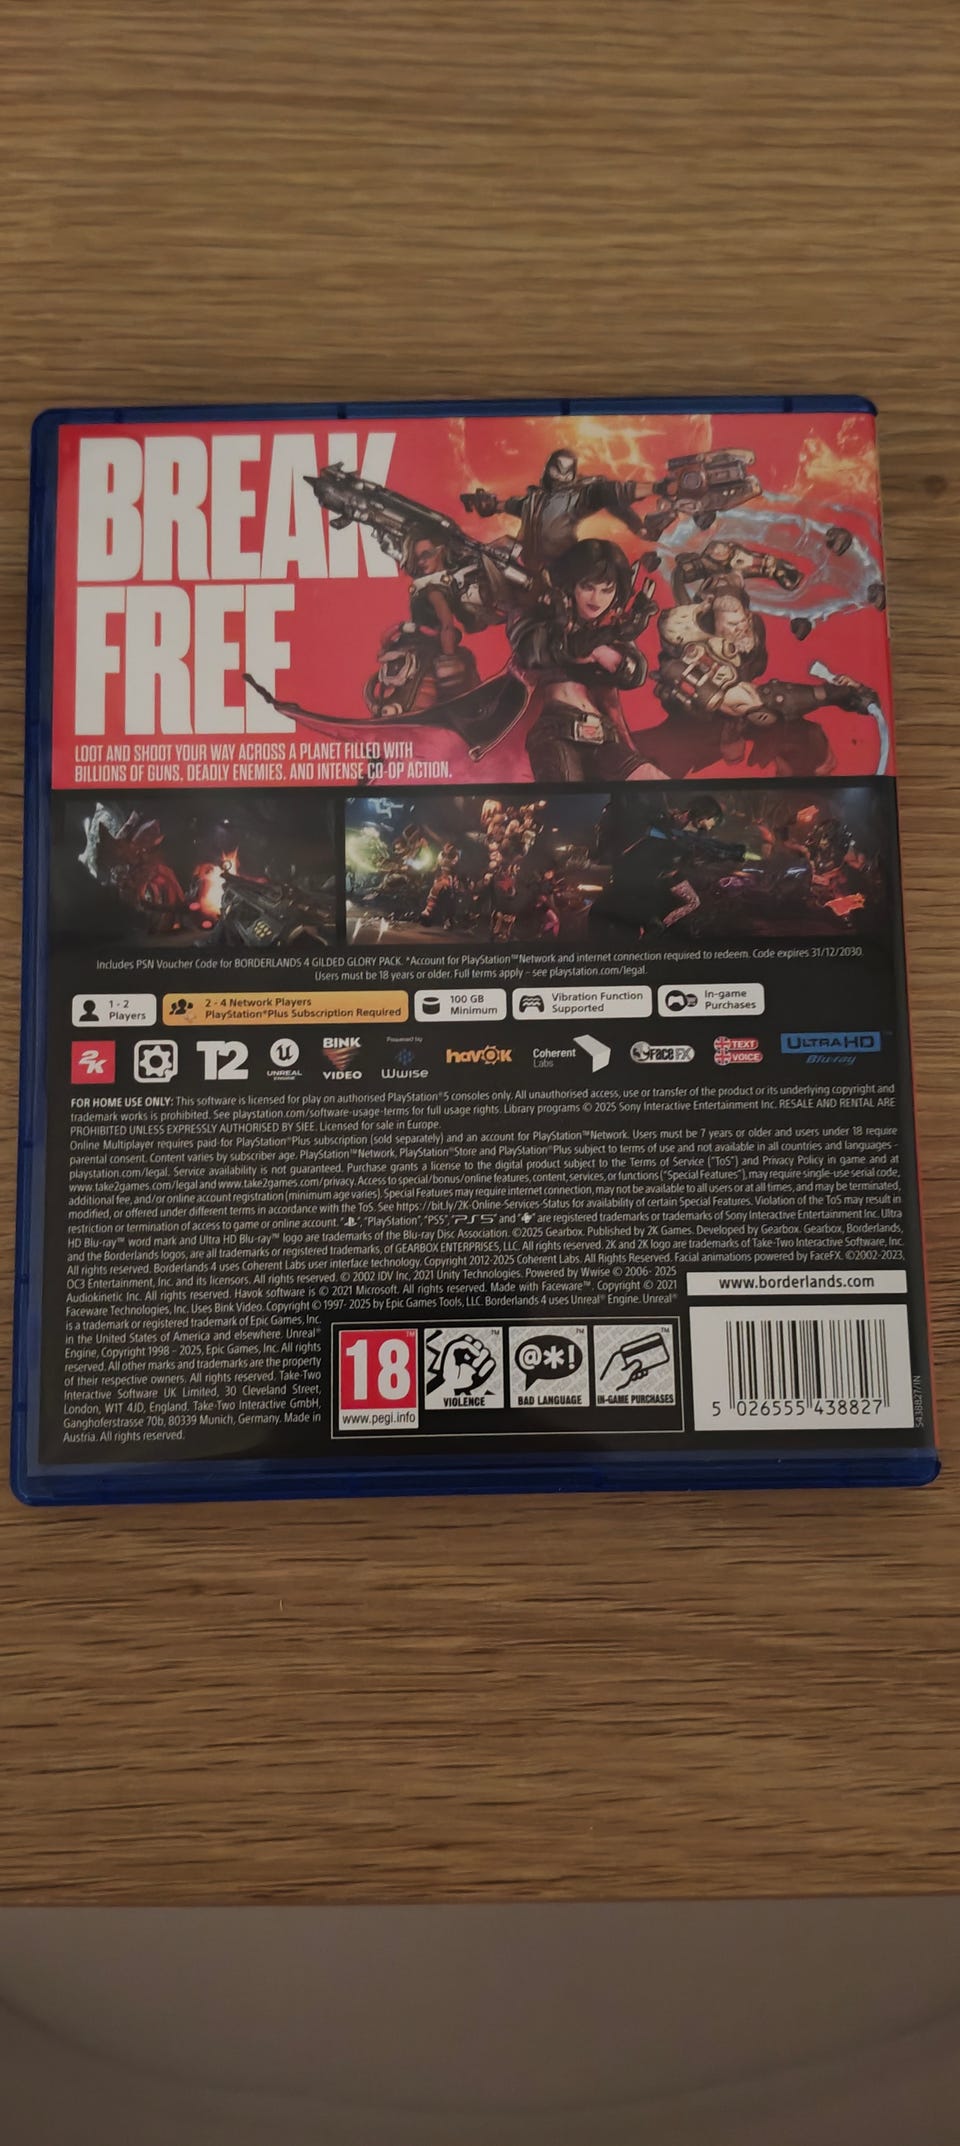 BREAK
FREE
LOOT AND SHOOT YOUR WAY ACROSS A PLANET FILLED WITH
BILLIONS OF GUNS, DEADLY ENEMIES, AND INTENSE CO-OP ACTION.
Includes PSN Voucher Code for BORDERLANDS 4 GILDED GLORY PACK. *Account for PlayStation™Network and internet connection required to redeem. Code expires 31/12/2030.
Users must be 18 years or older. Full terms apply – see playstation.com/legal.
1 - 2
Players
2 - 4 Network Players
PlayStation®Plus Subscription Required
100 GB
Minimum
Vibration Function
Supported
In-game
Purchases
2K
T2
UNREAL
ENGINE
BINK
VIDEO
Powered by
Wwise
havok
Coherent
Labs
FaceFX
TEXT
VOICE
ULTRA HD
Blu-ray
FOR HOME USE ONLY: This software is licensed for play on authorised PlayStation®5 consoles only. All unauthorised access, use or transfer of the product or its underlying copyright and
trademark works is prohibited. See playstation.com/software-usage-terms for full usage rights. Library programs © 2025 Sony Interactive Entertainment Inc. RESALE AND RENTAL ARE
PROHIBITED UNLESS EXPRESSLY AUTHORISED BY SIEE. Licensed for sale in Europe.
Online Multiplayer requires paid-for PlayStation®Plus subscription (sold separately) and an account for PlayStation™Network. Users must be 7 years or older and users under 18 require
parental consent. Content varies by subscriber age. PlayStation™Network, PlayStation®Store and PlayStation®Plus subject to terms of use and not available in all countries and languages –
playstation.com/legal. Service availability is not guaranteed. Purchase grants a license to the digital product subject to the Terms of Service ("ToS") and Privacy Policy in game and at
www.take2games.com/legal and www.take2games.com/privacy. Access to special/bonus/online features, content, services, or functions ("Special Features"), may require single-use serial code,
additional fee, and/or online account registration (minimum age varies). Special Features may require internet connection, may not be available to all users or at all times, and may be terminated,
modified, or offered under different terms in accordance with the ToS. See https://bit.ly/2K-Online-Services-Status for availability of certain Special Features. Violation of the ToS may result in
restriction or termination of access to game or online account. "", "PlayStation", "PS5", "PS5" and "" are registered trademarks or trademarks of Sony Interactive Entertainment Inc. Ultra
HD Blu-ray™ word mark and Ultra HD Blu-ray™ logo are trademarks of the Blu-ray Disc Association. ©2025 Gearbox. Published by 2K Games. Developed by Gearbox. Gearbox, Borderlands,
and the Borderlands logos, are all trademarks or registered trademarks, of GEARBOX ENTERPRISES, LLC. All rights reserved. 2K and 2K logo are trademarks of Take-Two Interactive Software, Inc.
All rights reserved. Borderlands 4 uses Coherent Labs user interface technology. Copyright 2012-2025 Coherent Labs. All Rights Reserved. Facial animations powered by FaceFX. ©2002-2023,
OC3 Entertainment, Inc. and its licensors. All rights reserved. © 2002 IDV Inc, 2021 Unity Technologies. Powered by Wwise © 2006- 2025
Audiokinetic Inc. All rights reserved. Havok software is © 2021 Microsoft. All rights reserved. Made with Faceware™. Copyright © 2021
Faceware Technologies, Inc. Uses Bink Video. Copyright © 1997- 2025 by Epic Games Tools, LLC. Borderlands 4 uses Unreal® Engine. Unreal®
is a trademark or registered trademark of Epic Games, Inc.
in the United States of America and elsewhere. Unreal®
Engine, Copyright 1998 – 2025, Epic Games, Inc. All rights
reserved. All other marks and trademarks are the property
of their respective owners. All rights reserved. Take-Two
Interactive Software UK Limited, 30 Cleveland Street,
London, W1T 4JD, England. Take-Two Interactive GmbH,
Ganghoferstrasse 70b, 80339 Munich, Germany. Made in
Austria. All rights reserved.
www.borderlands.com
18
www.pegi.info
VIOLENCE
@*!
BAD LANGUAGE
IN-GAME PURCHASES
5 026555 438827
5438827/IN